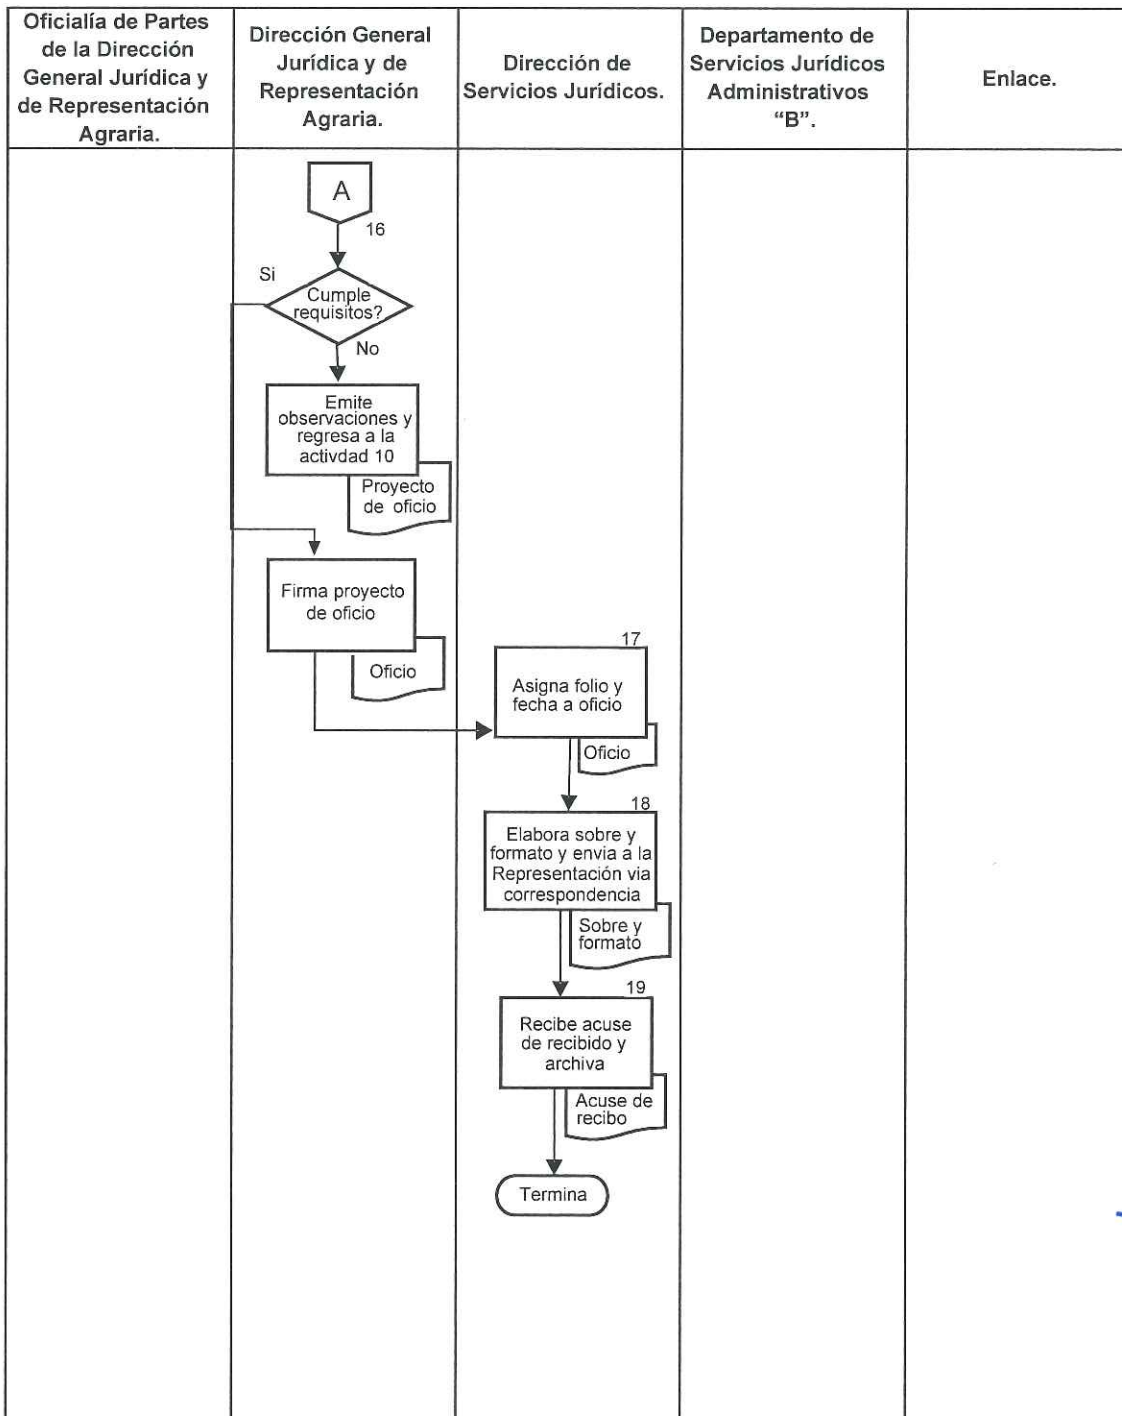 Oficialía de Partes
de la Dirección
General Jurídica y
de Representación
Agraria.
Dirección General
Jurídica y de
Representación
Agraria.
Dirección de
Servicios Jurídicos.
Departamento de
Servicios Jurídicos
Administrativos
“B”.
Enlace.
A
16
Si
Cumple
requisitos?
No
Emite
observaciones y
regresa a la
activdad 10
Proyecto
de oficio
Firma proyecto
de oficio
Oficio
17
Asigna folio y
fecha a oficio
Oficio
18
Elabora sobre y
formato y envia a la
Representación via
correspondencia
Sobre y
formato
19
Recibe acuse
de recibido y
archiva
Acuse de
recibo
Termina